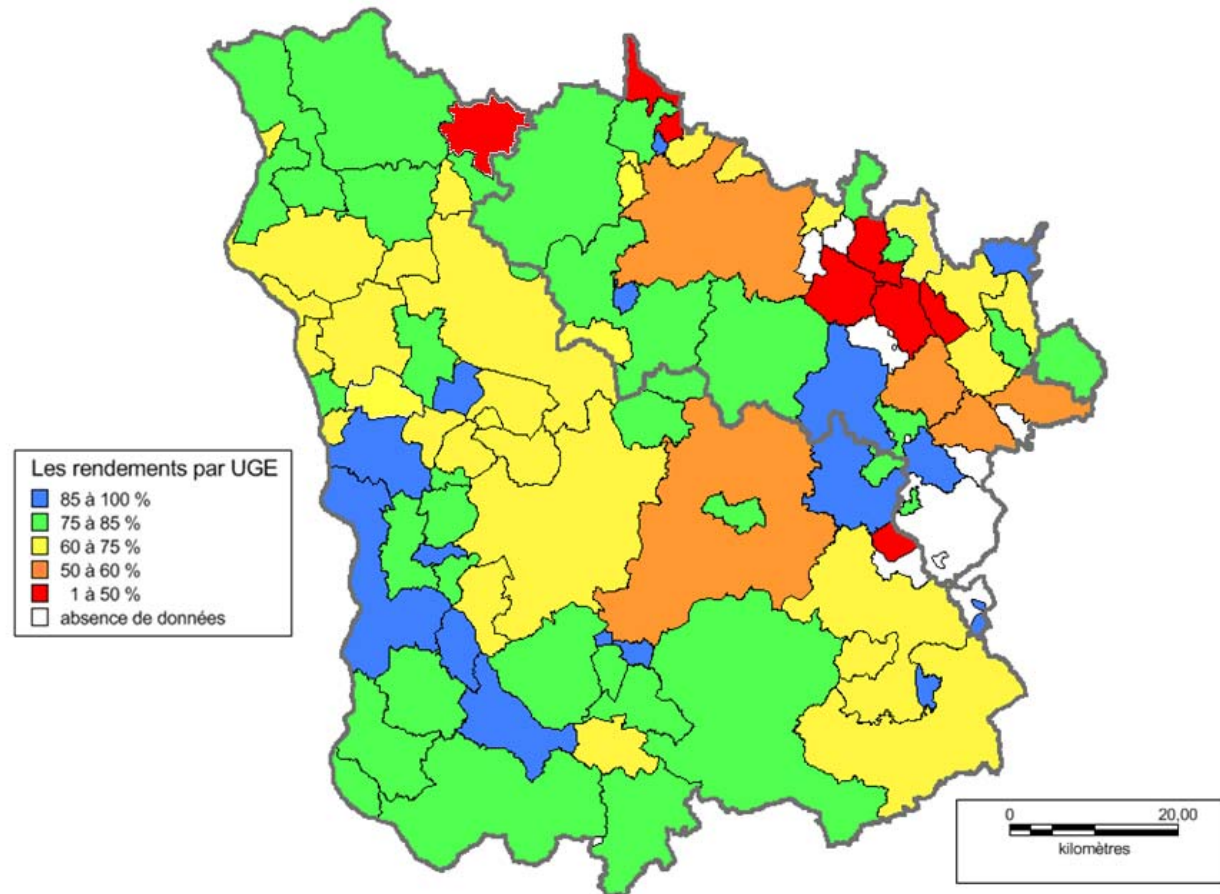 Les rendements par UGE
85 à 100 %
75 à 85 %
60 à 75 %
50 à 60 %
1 à 50 %
absence de données
0 20,00
kilomètres